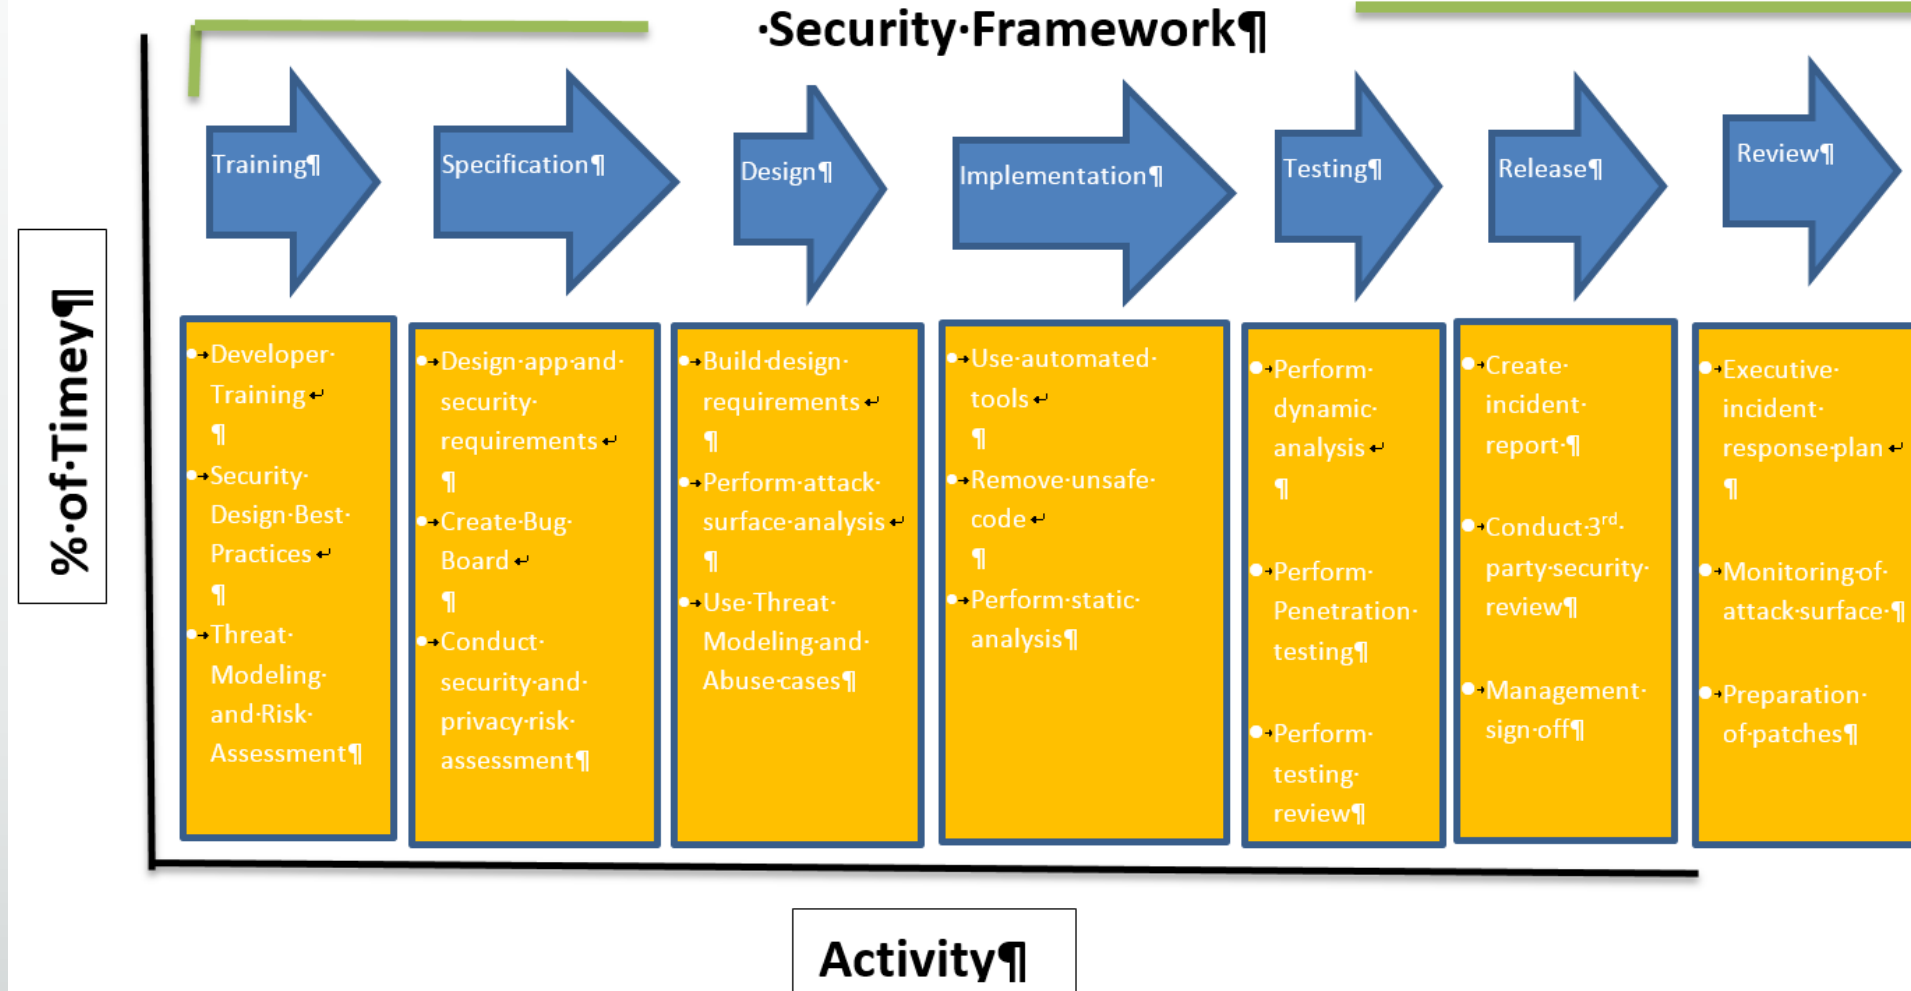 Security Framework¶
Training¶
Specification¶
Design¶
Implementation¶
Testing¶
Release¶
Review¶
% of Timey¶
Developer
Training
¶
Security
Design Best
Practices
¶
Threat
Modeling
and Risk
Assessment¶
Design app and
security
requirements
¶
Create Bug
Board
¶
Conduct
security and
privacy risk
assessment¶
Build design
requirements
¶
Perform attack
surface analysis
¶
Use Threat
Modeling and
Abuse cases¶
Use automated
tools
¶
Remove unsafe
code
¶
Perform static
analysis¶
Perform
dynamic
analysis
¶
Perform
Penetration
testing¶
Perform
testing
review¶
Create
incident
report ¶
Conduct 3rd
party security
review¶
Management
sign off¶
Executive
incident
response plan
¶
Monitoring of
attack surface ¶
Preparation
of patches¶
Activity¶